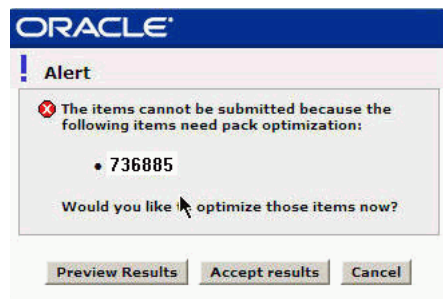 ORACLE
! Alert
The items cannot be submitted because the
following items need pack optimization:
• 736885
Would you like to optimize those items now?
Preview Results Accept results Cancel